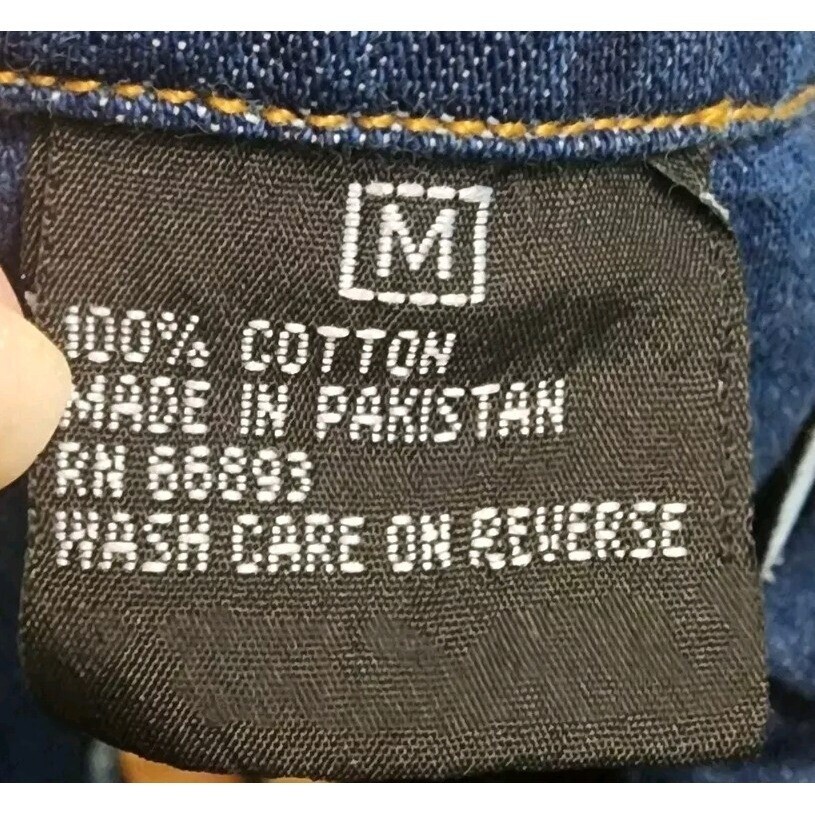 M
100% COTTON
MADE IN PAKISTAN
RN 66893
WASH CARE ON REVERSE